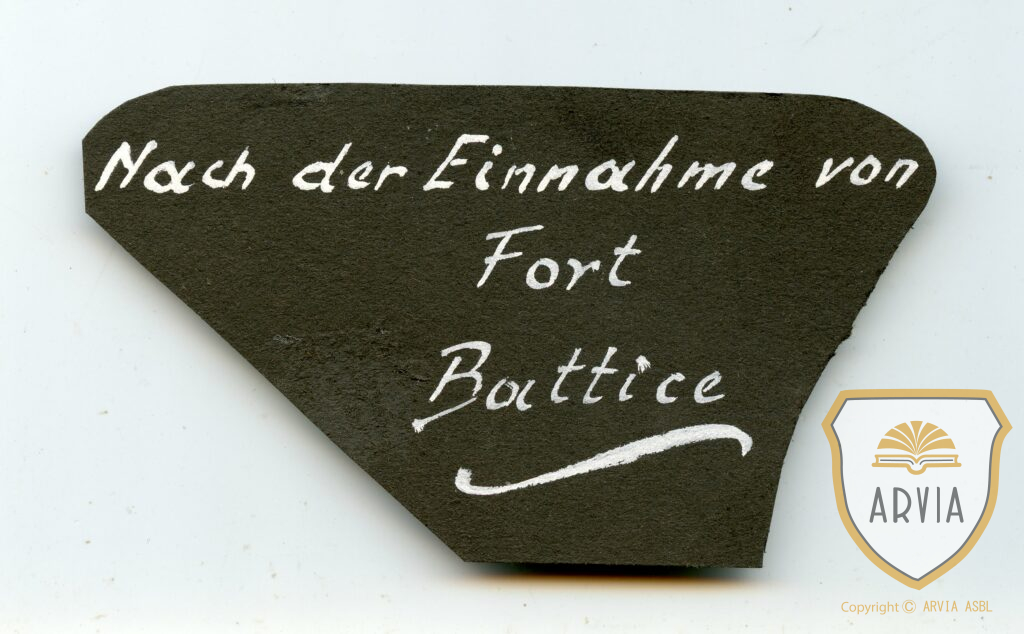 Nach der Einnahme von
Fort
Battice
ARVIA
Copyright © ARVIA ASBL